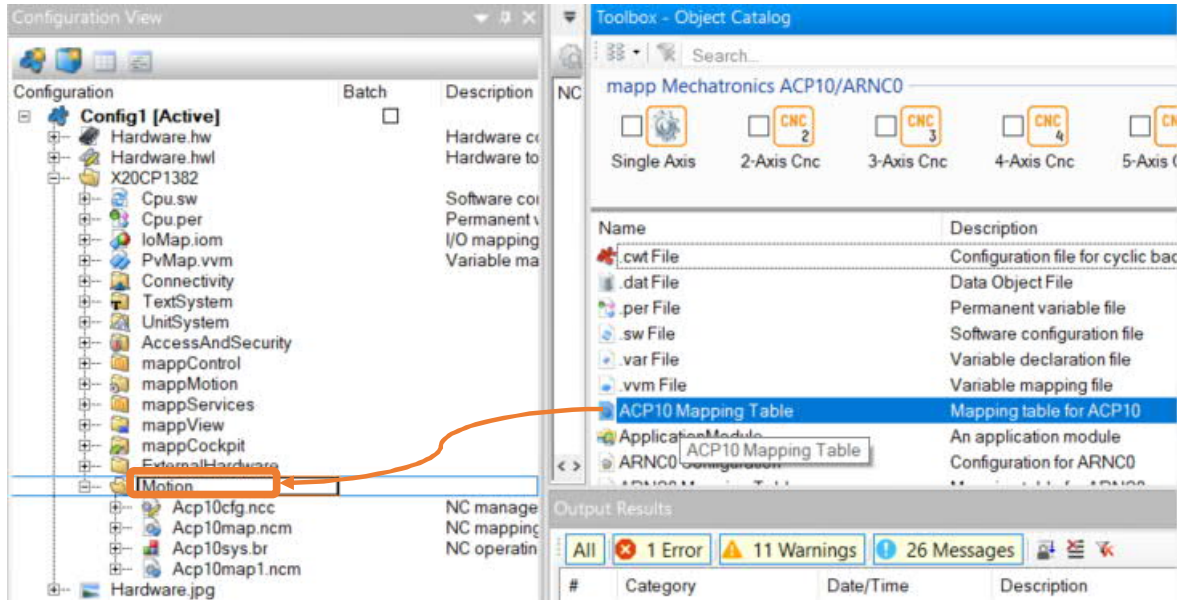 Configuration View
Configuration Batch Description
Config1 [Active]
Hardware.hw Hardware co
Hardware.hwl Hardware to
X20CP1382
Cpu.sw Software con
Cpu.per Permanent v
IoMap.iom I/O mapping
PvMap.vvm Variable ma
Connectivity
TextSystem
UnitSystem
AccessAndSecurity
mappControl
mappMotion
mappServices
mappView
mappCockpit
ExternalHardware
Motion
Acp10cfg.ncc NC manage
Acp10map.ncm NC mapping
Acp10sys.br NC operatin
Acp10map1.ncm
Hardware.jpg
NC
Toolbox - Object Catalog
Search...
mapp Mechatronics ACP10/ARNC0
CNC 2
CNC 3
CNC 4
CN
Single Axis 2-Axis Cnc 3-Axis Cnc 4-Axis Cnc 5-Axis C
Name Description
.cwt File Configuration file for cyclic bac
.dat File Data Object File
.per File Permanent variable file
.sw File Software configuration file
.var File Variable declaration file
.vvm File Variable mapping file
ACP10 Mapping Table Mapping table for ACP10
ApplicationModule An application module
ACP10 Mapping Table
ARNC0 Configuration Configuration for ARNC0
Output Results
All 1 Error 11 Warnings 26 Messages
# Category Date/Time Description